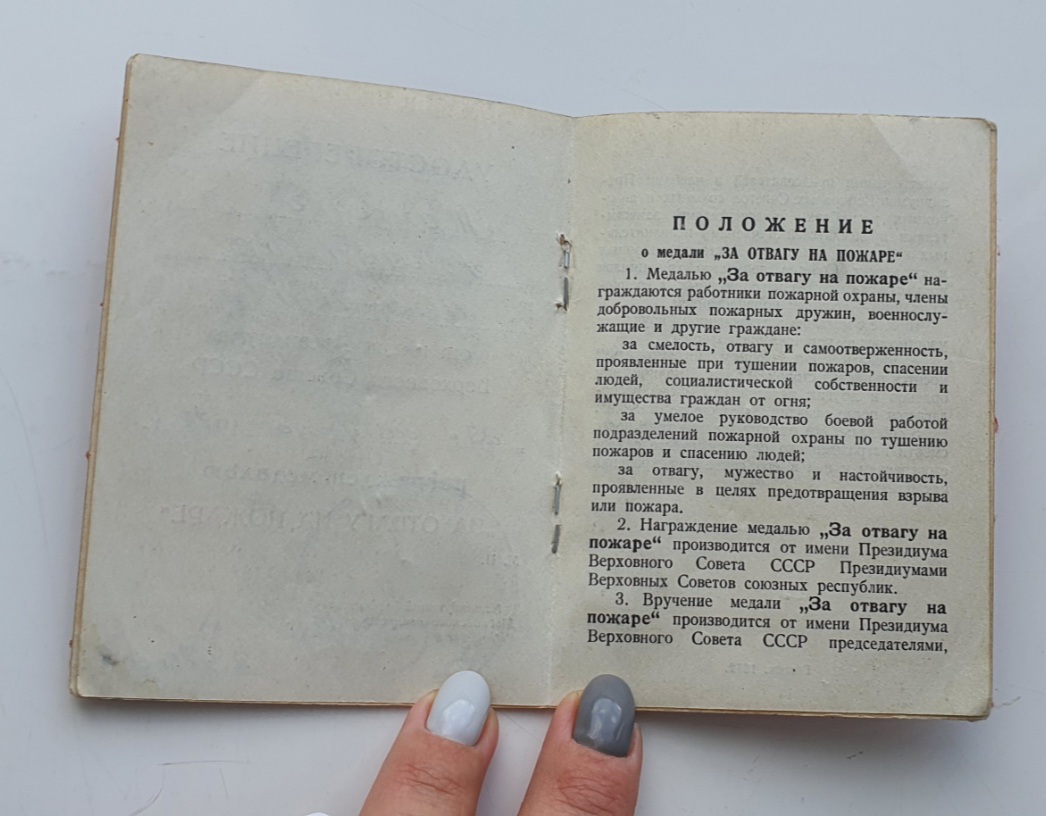 ПОЛОЖЕНИЕ
о медали „ЗА ОТВАГУ НА ПОЖАРЕ“
1. Медалью „За отвагу на пожаре“ на-
граждаются работники пожарной охраны, члены
добровольных пожарных дружин, военнослу-
жащие и другие граждане:
за смелость, отвагу и самоотверженность,
проявленные при тушении пожаров, спасении
людей, социалистической собственности и
имущества граждан от огня;
за умелое руководство боевой работой
подразделений пожарной охраны по тушению
пожаров и спасению людей;
за отвагу, мужество и настойчивость,
проявленные в целях предотвращения взрыва
или пожара.
2. Награждение медалью „За отвагу на
пожаре“ производится от имени Президиума
Верховного Совета СССР Президиумами
Верховных Советов союзных республик.
3. Вручение медали „За отвагу на
пожаре“ производится от имени Президиума
Верховного Совета СССР председателями,